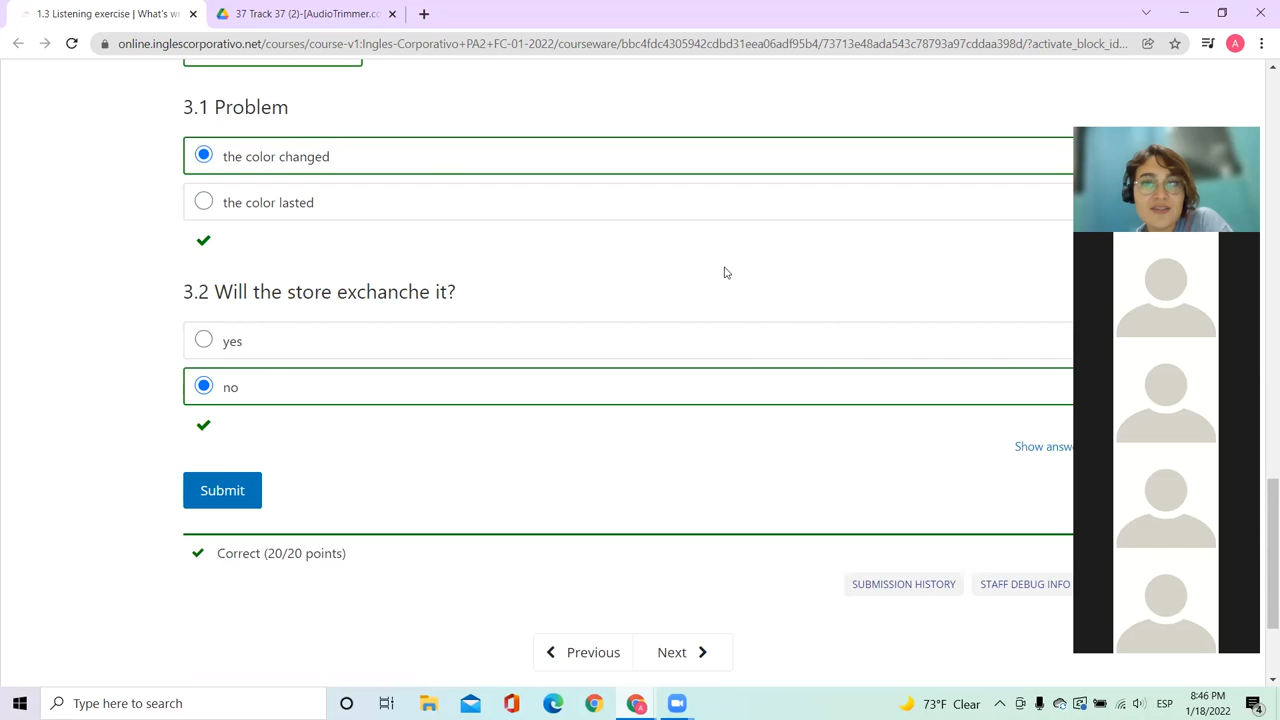 1.3 Listening exercise | What's wr
37 Track 37 (2)-[AudioTrimmer.co
online.inglescorporativo.net/courses/course-v1:Ingles-Corporativo+PA2+FC.01-2022/courseware/bbc4fdc4305942cdbd31eea06adf95b4/73713e48ada543c78793a97cddaa398d/?activate_block_id...
A
3.1 Problem
the color changed
the color lasted
3.2 Will the store exchanche it?
yes
no
Show answ
Submit
Correct (20/20 points)
SUBMISSION HISTORY
STAFF DEBUG INFO
Previous
Next
Type here to search
A
73°F Clear
ESP
8:46 PM
1/18/2022
4